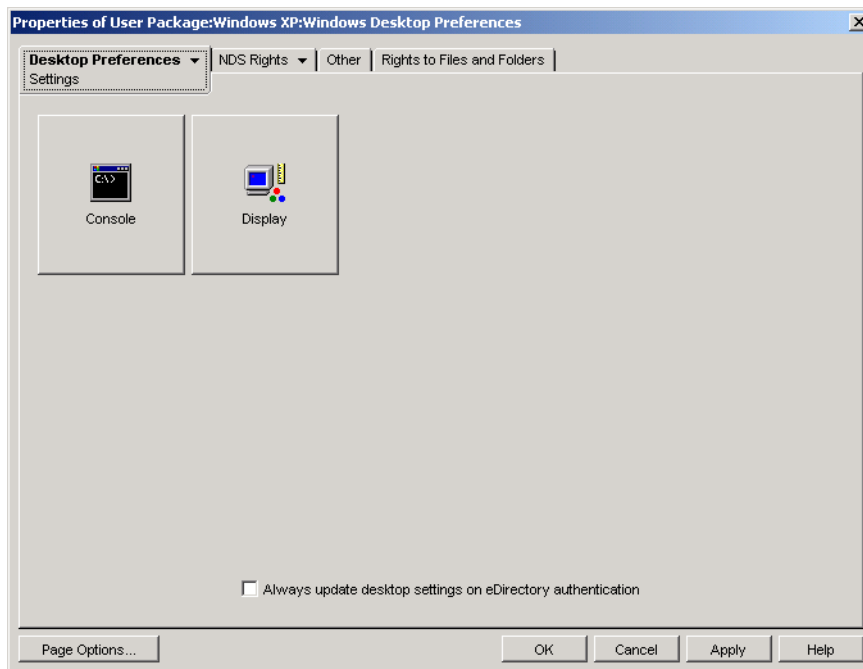 Properties of User Package:Windows XP:Windows Desktop Preferences
Desktop Preferences NDS Rights Other Rights to Files and Folders
Settings
C:\>
Console Display
Always update desktop settings on eDirectory authentication
Page Options... OK Cancel Apply Help